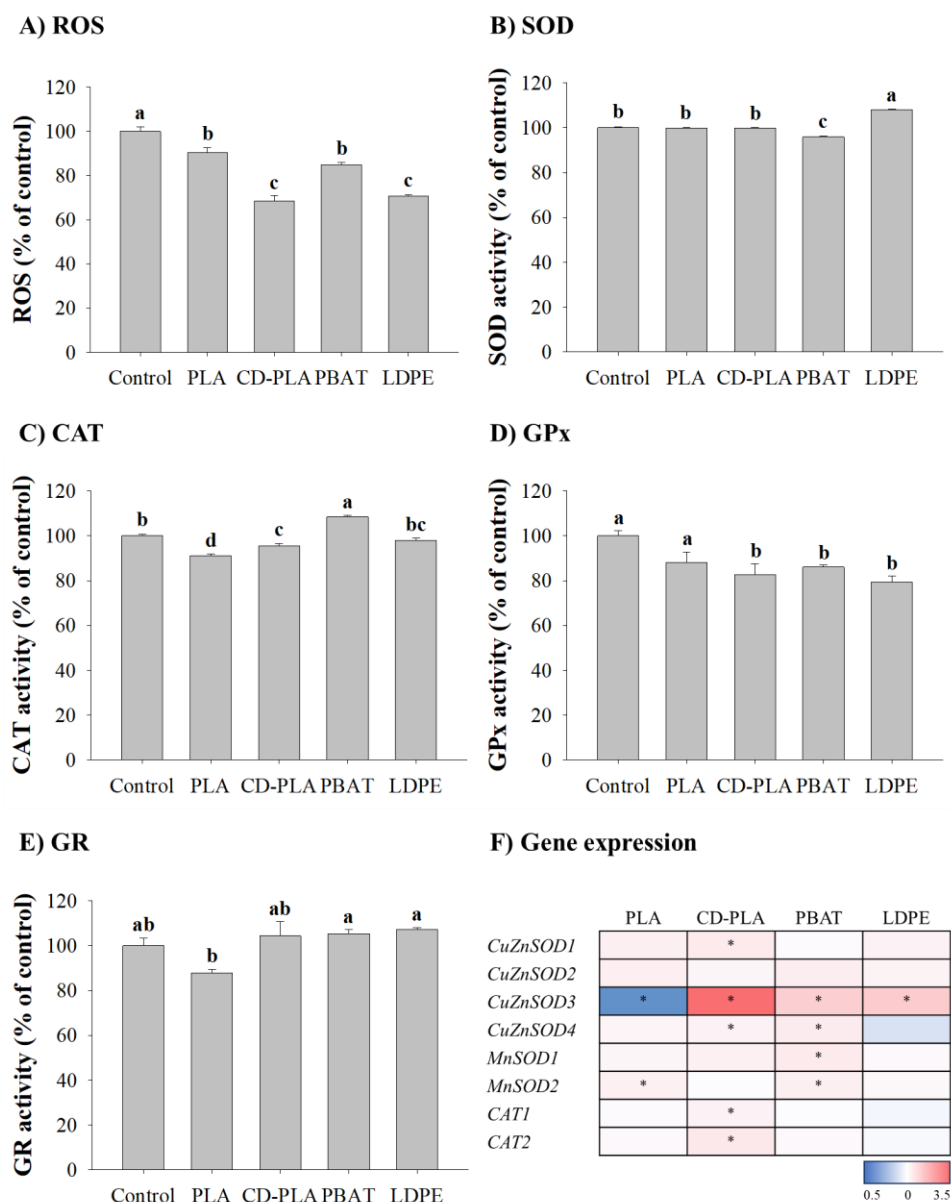 A) ROS
ROS (% of control)
120
100
80
60
40
20
0
a
b
c
b
c
Control PLA CD-PLA PBAT LDPE
B) SOD
SOD activity (% of control)
120
100
80
60
40
20
0
b
b
b
c
a
Control PLA CD-PLA PBAT LDPE
C) CAT
CAT activity (% of control)
120
100
80
60
40
20
0
b
d
c
a
bc
Control PLA CD-PLA PBAT LDPE
D) GPx
GPx activity (% of control)
120
100
80
60
40
20
0
a
a
b
b
b
Control PLA CD-PLA PBAT LDPE
E) GR
GR activity (% of control)
120
100
80
60
40
20
0
ab
b
ab
a
a
Control PLA CD-PLA PBAT LDPE
F) Gene expression
PLA CD-PLA PBAT LDPE
CuZnSOD1 *
CuZnSOD2
CuZnSOD3 * * * *
CuZnSOD4 * *
MnSOD1 *
MnSOD2 * *
CAT1 *
CAT2 *
0.5 0 3.5